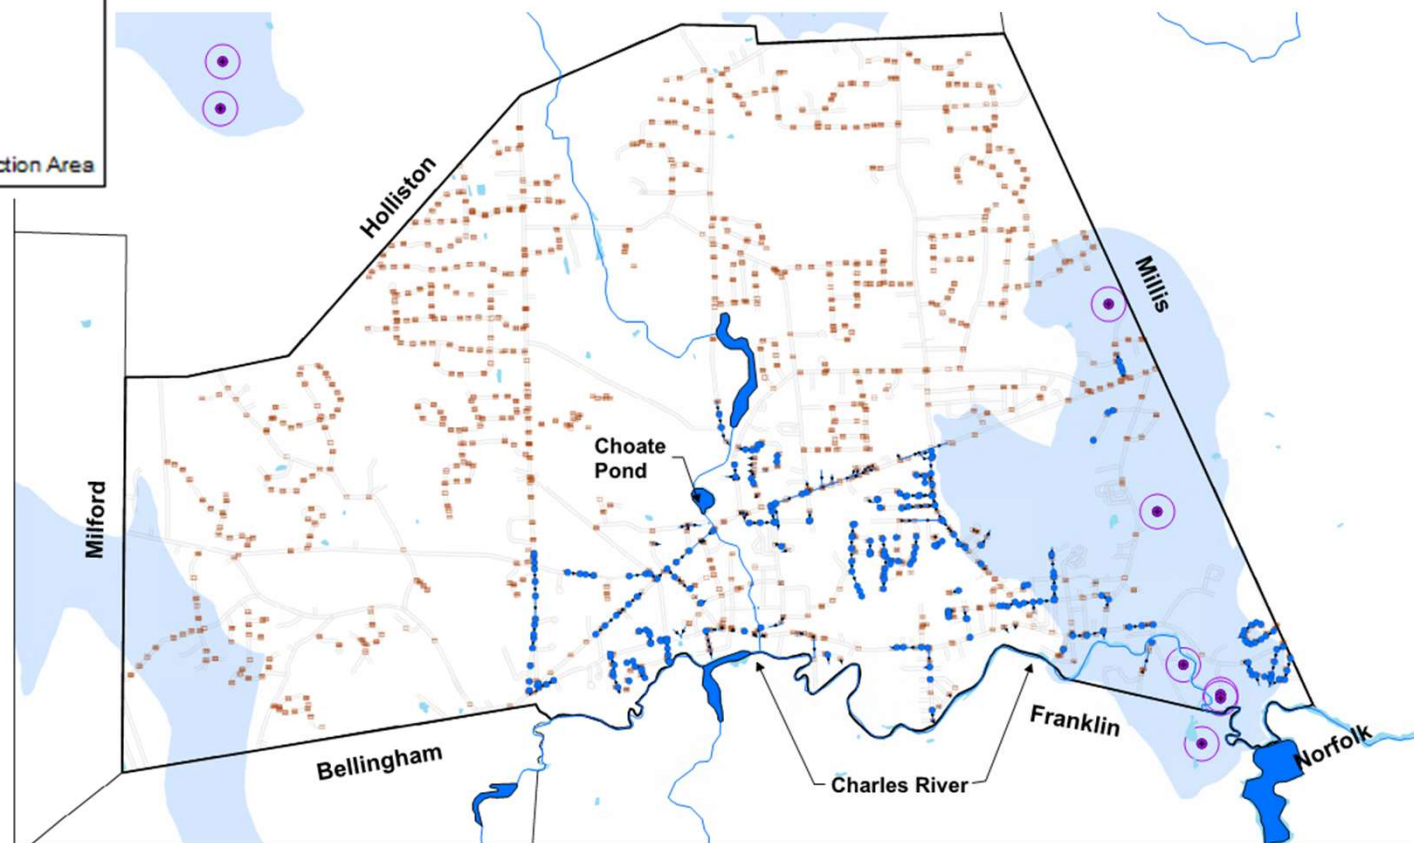 ction Area
Holliston
Millis
Choate
Pond
Milford
Franklin
Norfolk
Bellingham
Charles River